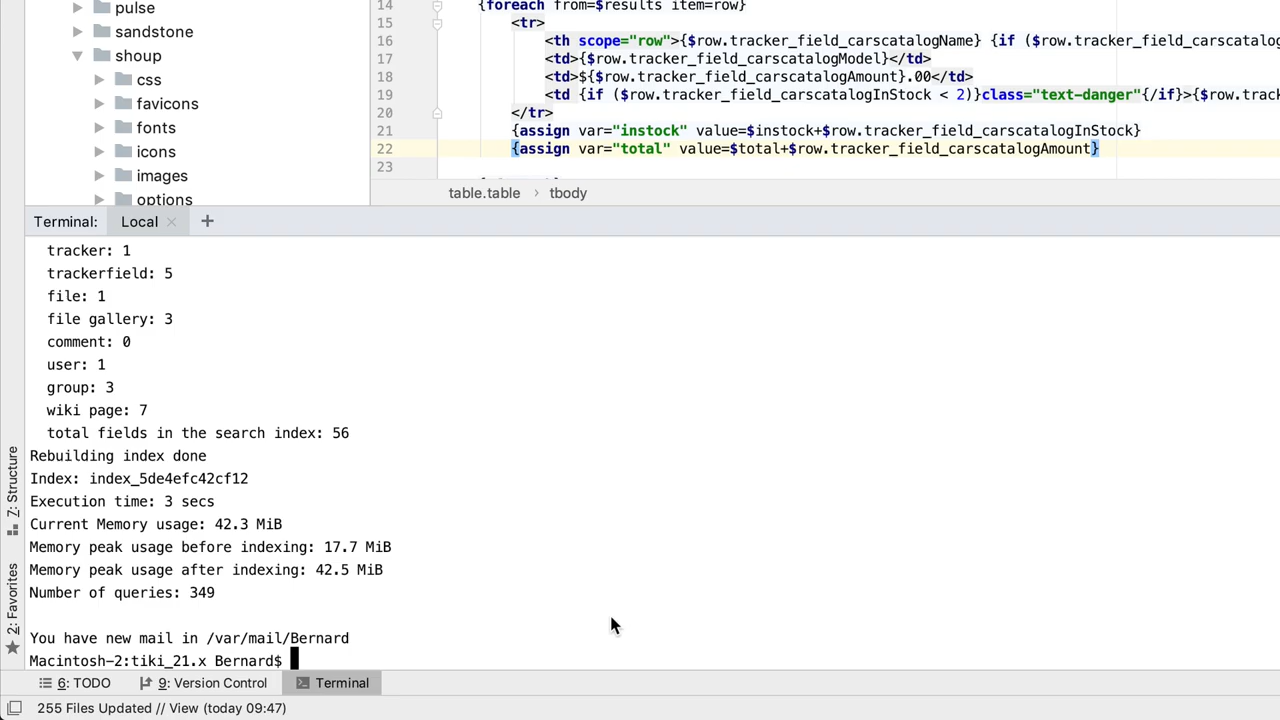 pulse
sandstone
shoup
css
favicons
fonts
icons
images
options
14 {foreach from=$results item=row}
15 <tr>
16 <th scope="row">{$row.tracker_field_carscatalogName} {if ($row.tracker_field_carscatalog
17 <td>{$row.tracker_field_carscatalogModel}</td>
18 <td>${$row.tracker_field_carscatalogAmount}.00</td>
19 <td {if ($row.tracker_field_carscatalogInStock < 2)}class="text-danger"{/if}>{$row.track
20 </tr>
21 {assign var="instock" value=$instock+$row.tracker_field_carscatalogInStock}
22 {assign var="total" value=$total+$row.tracker_field_carscatalogAmount}
23
table.table › tbody
Terminal: Local × +
tracker: 1
trackerfield: 5
file: 1
file gallery: 3
comment: 0
user: 1
group: 3
wiki page: 7
total fields in the search index: 56
Rebuilding index done
Index: index_5de4efc42cf12
Execution time: 3 secs
Current Memory usage: 42.3 MiB
Memory peak usage before indexing: 17.7 MiB
Memory peak usage after indexing: 42.5 MiB
Number of queries: 349
You have new mail in /var/mail/Bernard
Macintosh-2:tiki_21.x Bernard$
7: Structure
2: Favorites
6: TODO 9: Version Control Terminal
255 Files Updated // View (today 09:47)